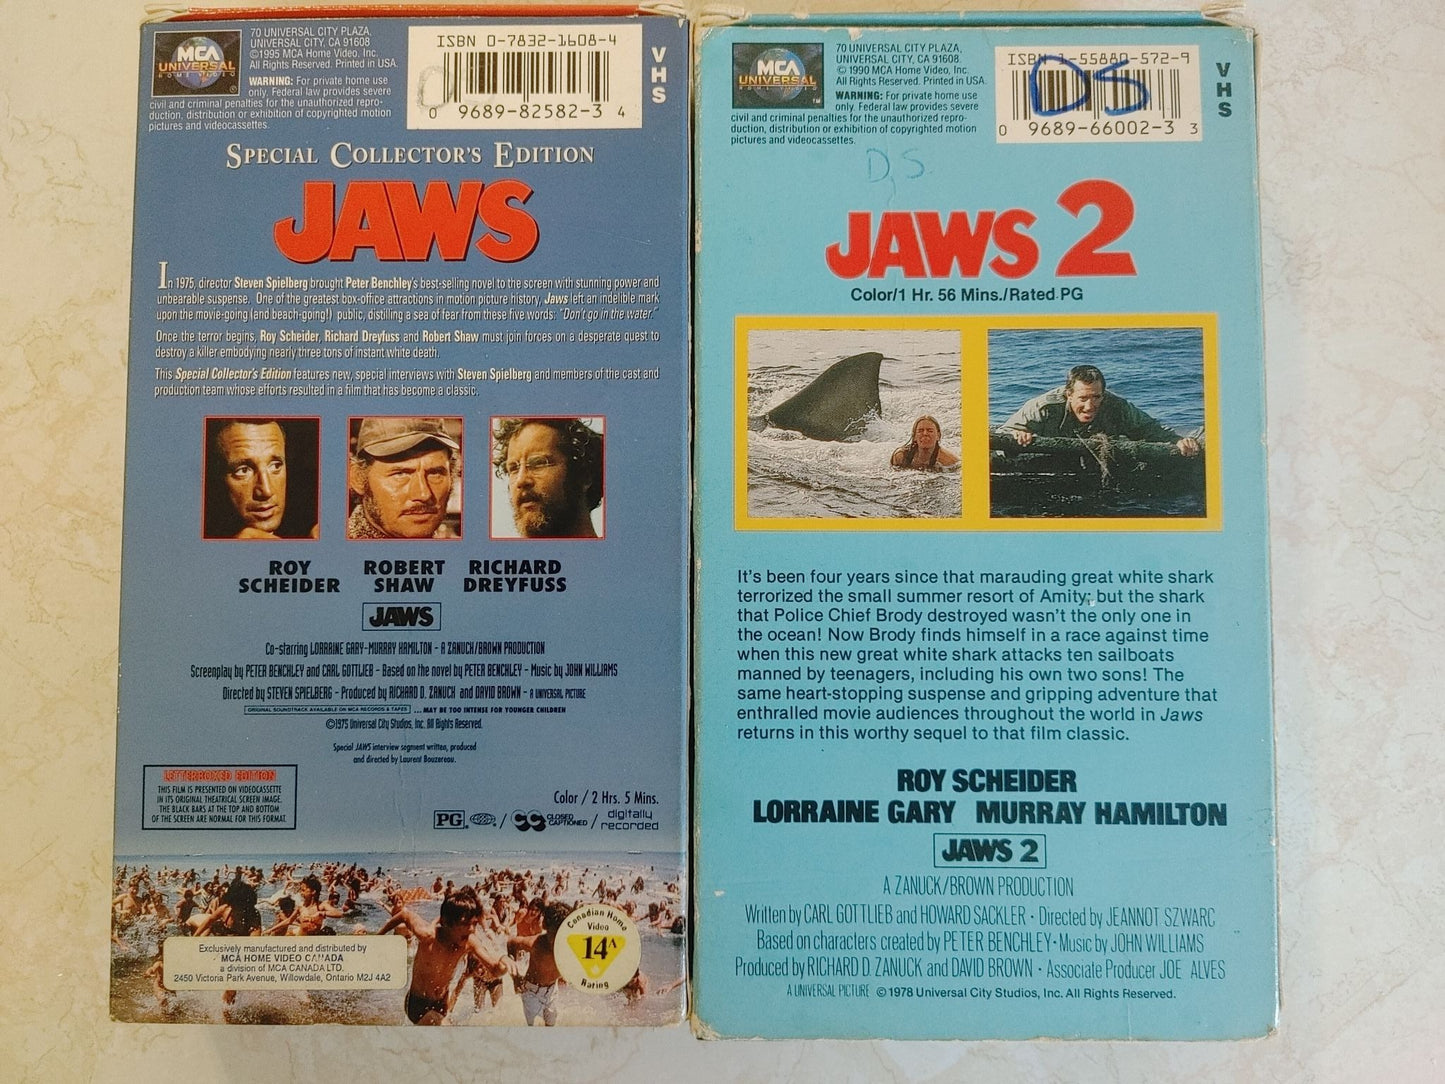 MCA
UNIVERSAL
HOME VIDEO
70 UNIVERSAL CITY PLAZA,
UNIVERSAL CITY, CA 91608
©1995 MCA Home Video, Inc.
All Rights Reserved. Printed in USA.
WARNING: For private home use
only. Federal law provides severe
civil and criminal penalties for the unauthorized repro-
duction, distribution or exhibition of copyrighted motion
pictures and videocassettes.
ISBN 0-7832-1608-4
0 9689-82582-3 4
VHS
SPECIAL COLLECTOR'S EDITION
JAWS
In 1975, director Steven Spielberg brought Peter Benchley's best-selling novel to the screen with stunning power and
unbearable suspense. One of the greatest box-office attractions in motion picture history, Jaws left an indelible mark
upon the movie-going (and beach-going!) public, distilling a sea of fear from these five words: "Don't go in the water."
Once the terror begins, Roy Scheider, Richard Dreyfuss and Robert Shaw must join forces on a desperate quest to
destroy a killer embodying nearly three tons of instant white death.
This Special Collector's Edition features new, special interviews with Steven Spielberg and members of the cast and
production team whose efforts resulted in a film that has become a classic.
ROY
SCHEIDER
ROBERT
SHAW
RICHARD
DREYFUSS
JAWS
Co-starring LORRAINE GARY-MURRAY HAMILTON - A ZANUCK/BROWN PRODUCTION
Screenplay by PETER BENCHLEY and CARL GOTTLIEB - Based on the novel by PETER BENCHLEY - Music by JOHN WILLIAMS
Directed by STEVEN SPIELBERG - Produced by RICHARD D. ZANUCK and DAVID BROWN - A UNIVERSAL PICTURE
ORIGINAL SOUNDTRACK AVAILABLE ON MCA RECORDS & TAPES ... MAY BE TOO INTENSE FOR YOUNGER CHILDREN
©1975 Universal City Studios, Inc. All Rights Reserved.
Special JAWS interview segment written, produced
and directed by Laurent Bouzereau.
LETTERBOXED EDITION
THIS FILM IS PRESENTED ON VIDEOCASSETTE
IN ITS ORIGINAL THEATRICAL SCREEN IMAGE.
THE BLACK BARS AT THE TOP AND BOTTOM
OF THE SCREEN ARE NORMAL FOR THIS FORMAT.
Color / 2 Hrs. 5 Mins.
PG / CC CLOSED CAPTIONED / digitally recorded
Exclusively manufactured and distributed by
MCA HOME VIDEO CANADA
a division of MCA CANADA LTD.
2450 Victoria Park Avenue, Willowdale, Ontario M2J 4A2
Canadian Home
Video
14A
Rating
MCA
UNIVERSAL
HOME VIDEO
TM
70 UNIVERSAL CITY PLAZA,
UNIVERSAL CITY, CA 91608.
© 1990 MCA Home Video, Inc.
All Rights Reserved. Printed in USA.
WARNING: For private home use
only. Federal law provides severe
civil and criminal penalties for the unauthorized repro-
duction, distribution or exhibition of copyrighted motion
pictures and videocassettes.
ISBN 1-55880-572-9
DS
0 9689-66002-3 3
VHS
D.S.
JAWS 2
Color/1 Hr. 56 Mins./Rated PG
It's been four years since that marauding great white shark
terrorized the small summer resort of Amity; but the shark
that Police Chief Brody destroyed wasn't the only one in
the ocean! Now Brody finds himself in a race against time
when this new great white shark attacks ten sailboats
manned by teenagers, including his own two sons! The
same heart-stopping suspense and gripping adventure that
enthralled movie audiences throughout the world in Jaws
returns in this worthy sequel to that film classic.
ROY SCHEIDER
LORRAINE GARY MURRAY HAMILTON
JAWS 2
A ZANUCK/BROWN PRODUCTION
Written by CARL GOTTLIEB and HOWARD SACKLER · Directed by JEANNOT SZWARC
Based on characters created by PETER BENCHLEY · Music by JOHN WILLIAMS
Produced by RICHARD D. ZANUCK and DAVID BROWN · Associate Producer JOE ALVES
A UNIVERSAL PICTURE © 1978 Universal City Studios, Inc. All Rights Reserved.